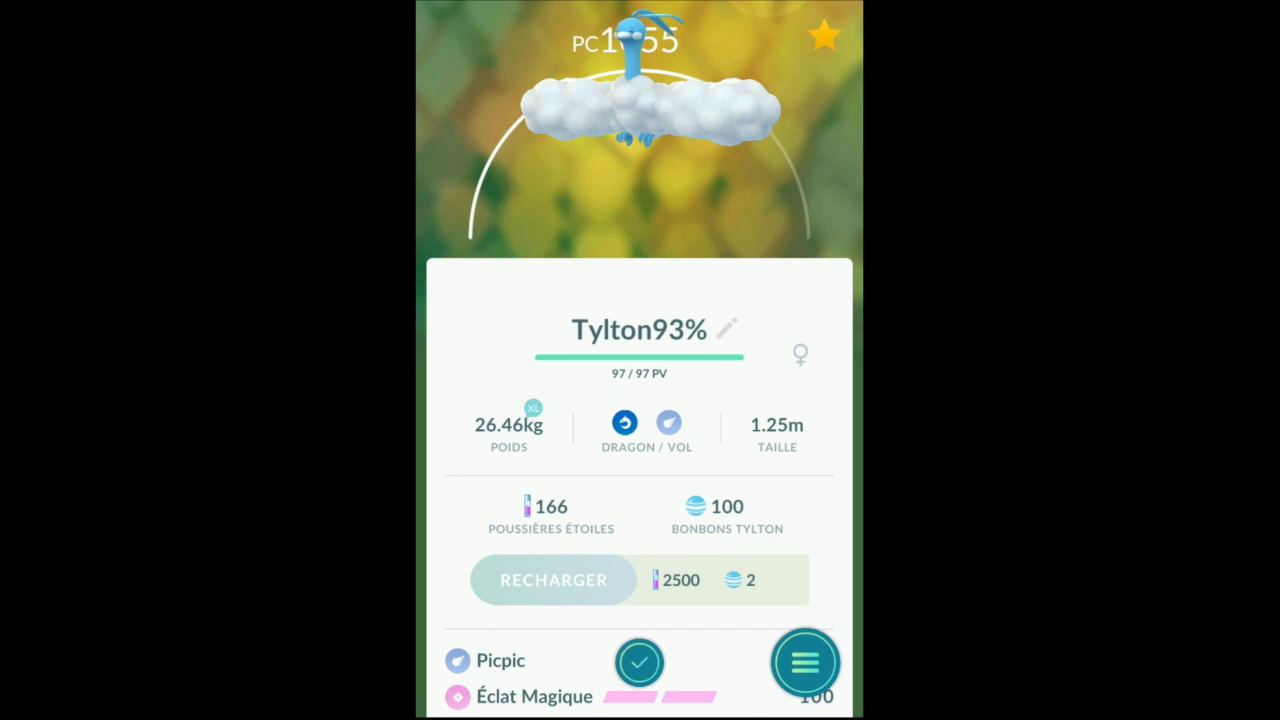 PC
Tylton93%
97 / 97 PV
XL
26.46kg
1.25m
POIDS
DRAGON / VOL
TAILLE
166
100
POUSSIÈRES ÉTOILES
BONBONS TYLTON
RECHARGER
2500
2
Picpic
Éclat Magique
100